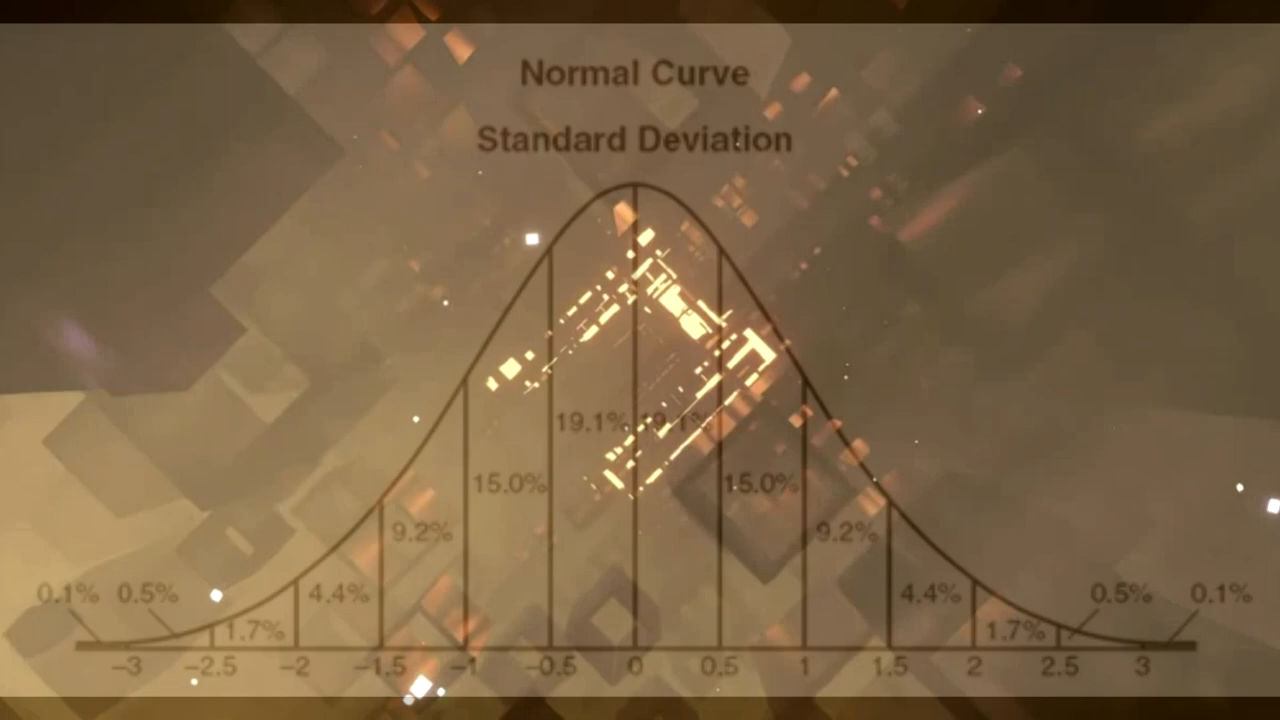 Normal Curve
Standard Deviation
19.1% 19.1%
15.0% 15.0%
9.2% 9.2%
0.1% 0.5% 4.4% 4.4% 0.5% 0.1%
1.7% 1.7%
−3 −2.5 −2 −1.5 −1 −0.5 0 0.5 1 1.5 2 2.5 3